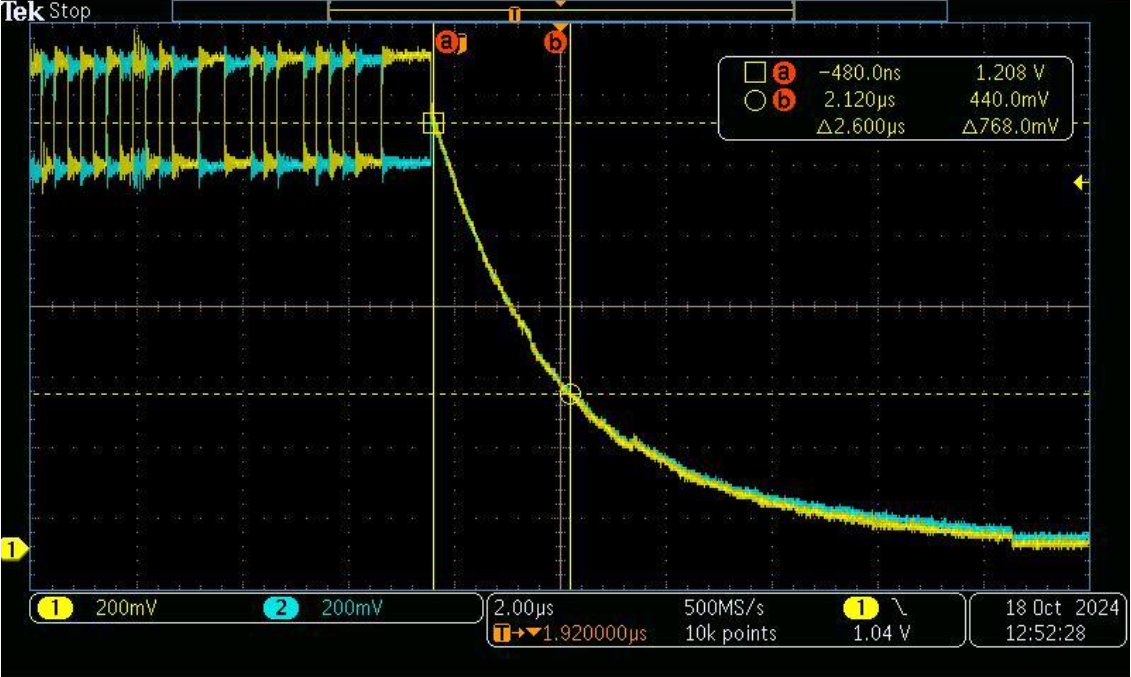 Tek Stop
T
a T b
a -480.0ns 1.208 V
b 2.120µs 440.0mV
Δ2.600µs Δ768.0mV
1
1 200mV 2 200mV
2.00µs 500MS/s 1 \
T→▼1.920000µs 10k points 1.04 V
18 Oct 2024
12:52:28